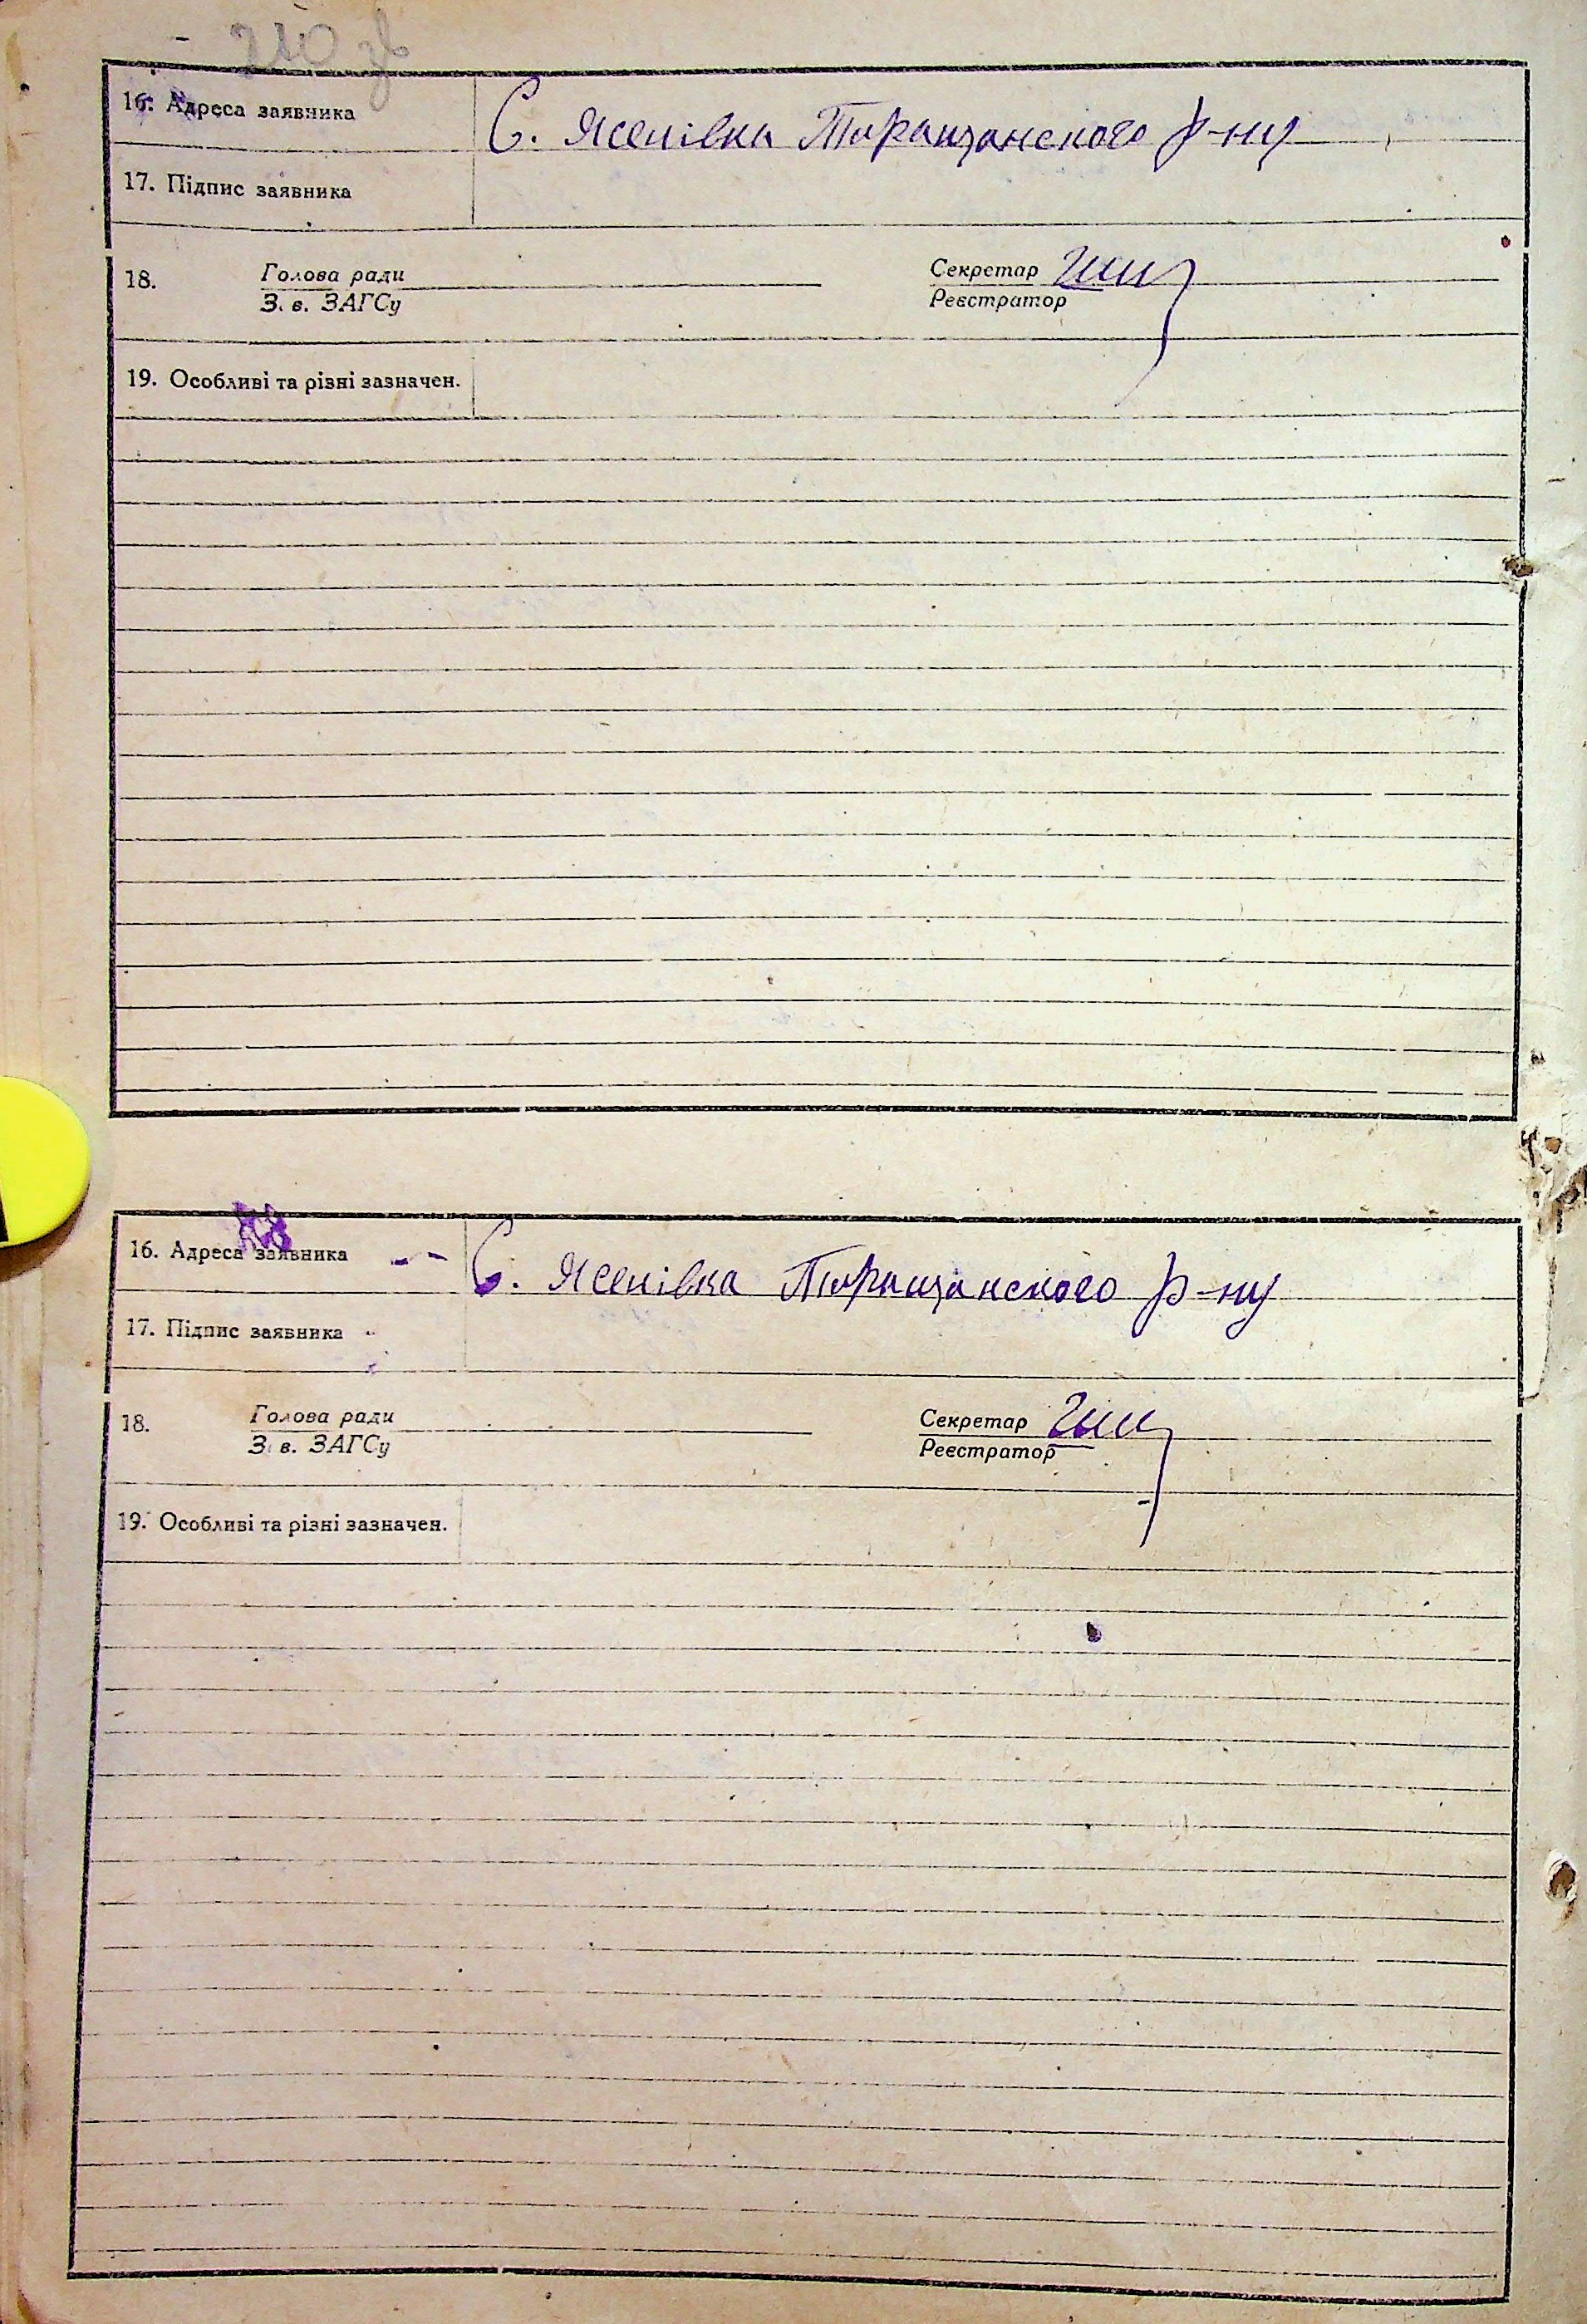 210 зв
16. Адреса заявника С. Ясенівка Таращанского р-ну
17. Підпис заявника
18. Голова ради Секретар
З. в. ЗАГСу Реєстратор
19. Особливі та різні зазначен.
16. Адреса заявника С. Ясенівка Таращанского р-ну
17. Підпис заявника
18. Голова ради Секретар
З. в. ЗАГСу Реєстратор
19. Особливі та різні зазначен.